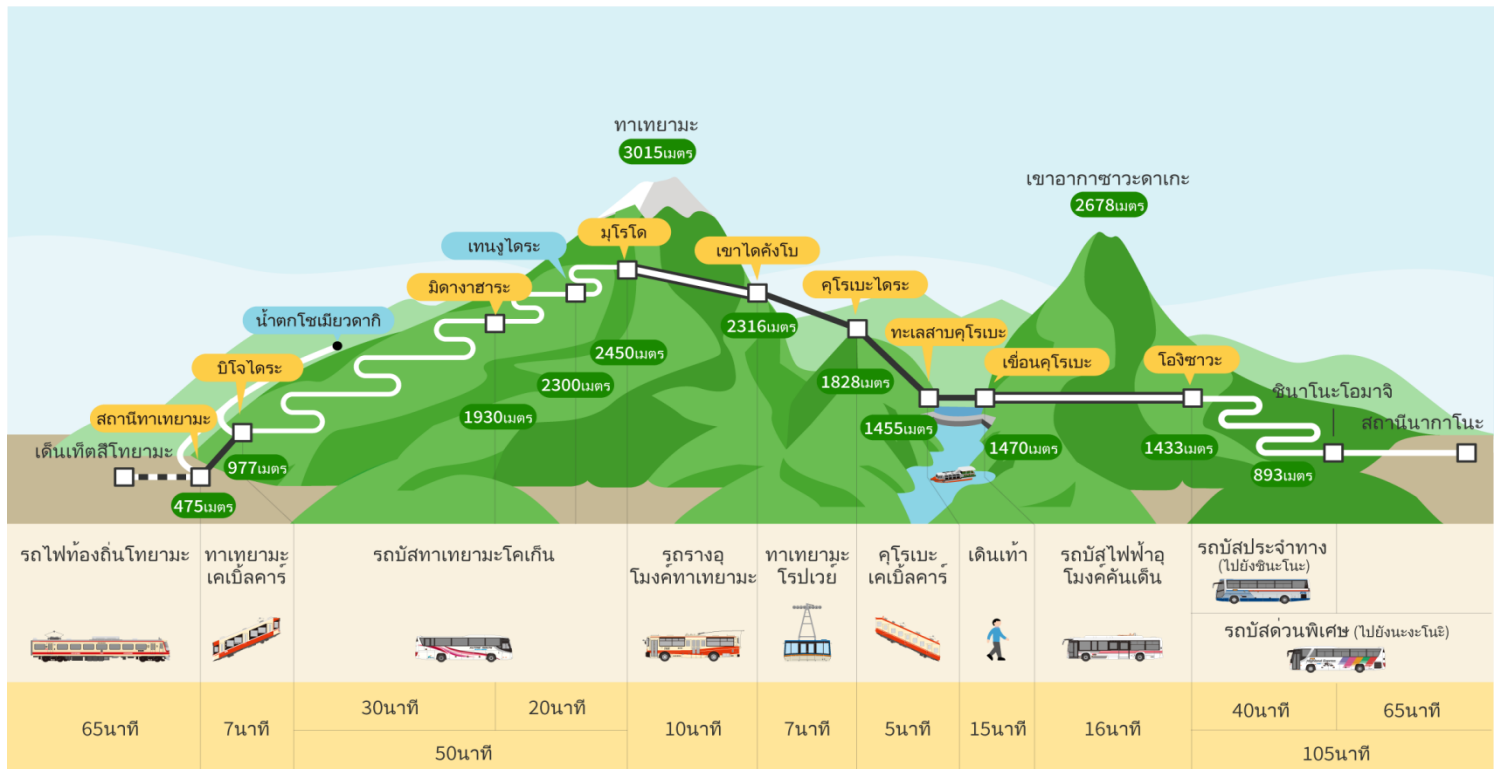 ทาเทยามะ
3015เมตร
เขาอากาซาวะดาเกะ
2678เมตร
เทนงูไดระ
มุโรโด
เขาไดคังโบ
มิดางาฮาระ
คุโรเบะไดระ
น้ำตกโชเมียวดากิ
2316เมตร
ทะเลสาบคุโรเบะ
บิโจไดระ
2450เมตร
เขื่อนคุโรเบะ
โองิซาวะ
2300เมตร
1828เมตร
ชินาโนะโอมาจิ
สถานีทาเทยามะ
1930เมตร
1455เมตร
สถานีนากาโนะ
เด็นเท็ตสึโทยามะ
977เมตร
1470เมตร
1433เมตร
893เมตร
475เมตร
รถไฟท้องถิ่นโทยามะ
ทาเทยามะ
เคเบิ้ลคาร์
รถบัสทาเทยามะโคเก็น
รถรางอุ
โมงค์ทาเทยามะ
ทาเทยามะ
โรปเวย์
คุโรเบะ
เคเบิ้ลคาร์
เดินเท้า
รถบัสไฟฟ้าอุ
โมงค์คันเด็น
รถบัสประจำทาง
(ไปยังชินะโนะ)
รถบัสด่วนพิเศษ (ไปยังนะงะโนะ)
65นาที
7นาที
30นาที
20นาที
50นาที
10นาที
7นาที
5นาที
15นาที
16นาที
40นาที
65นาที
105นาที